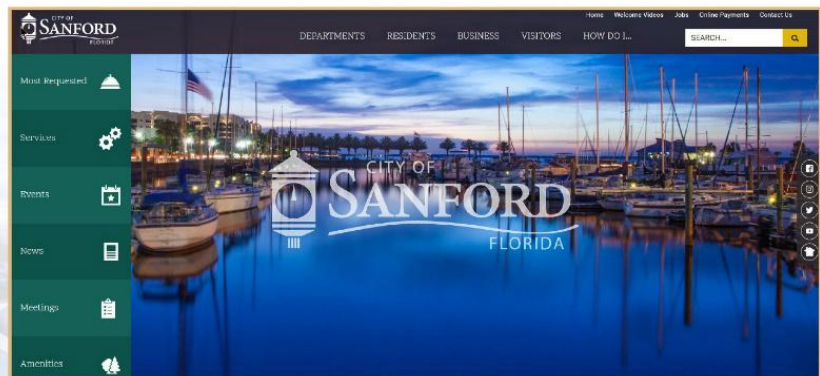 CITY OF
SANFORD
FLORIDA
Home Welcome Videos Jobs Online Payments Contact Us
DEPARTMENTS RESIDENTS BUSINESS VISITORS HOW DO I...
SEARCH...
Most Requested
Services
Events
News
Meetings
Amenities
CITY OF
SANFORD
FLORIDA